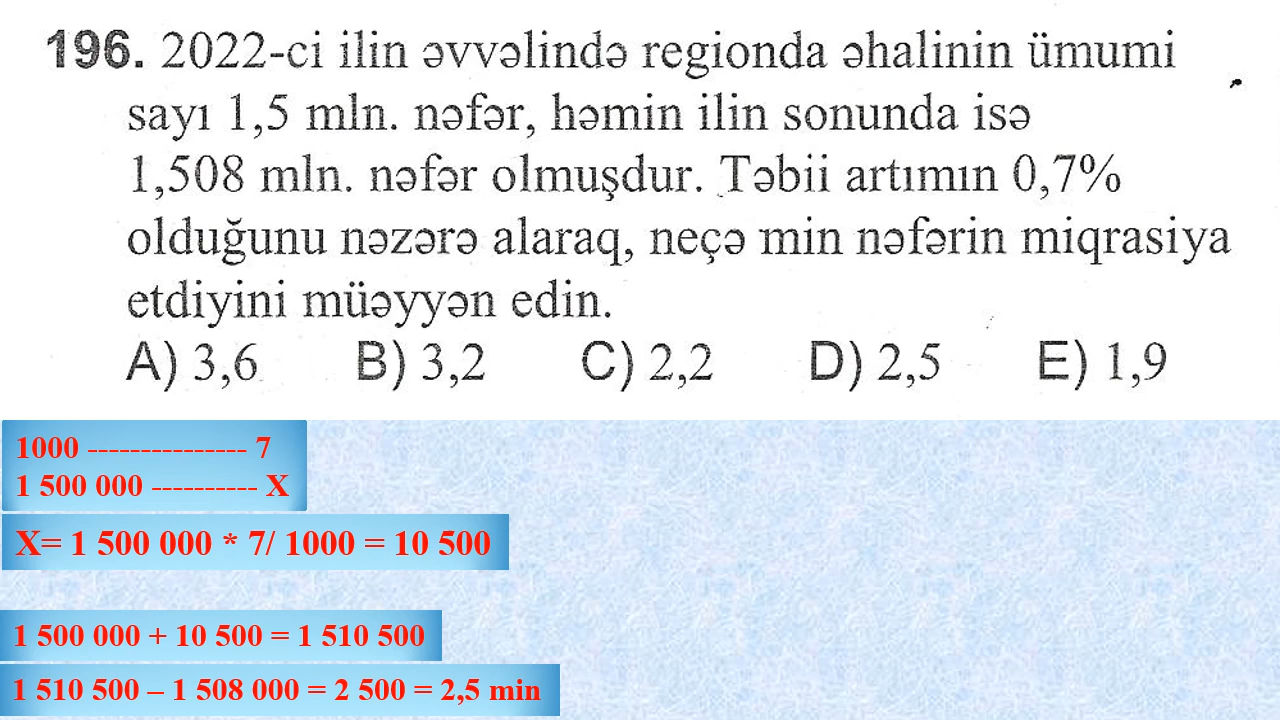 196. 2022-ci ilin əvvəlində regionda əhalinin ümumi
sayı 1,5 mln. nəfər, həmin ilin sonunda isə
1,508 mln. nəfər olmuşdur. Təbii artımın 0,7%
olduğunu nəzərə alaraq, neçə min nəfərin miqrasiya
etdiyini müəyyən edin.
A) 3,6 B) 3,2 C) 2,2 D) 2,5 E) 1,9
1000 --------------- 7
1 500 000 ---------- X
X= 1 500 000 * 7/ 1000 = 10 500
1 500 000 + 10 500 = 1 510 500
1 510 500 – 1 508 000 = 2 500 = 2,5 min